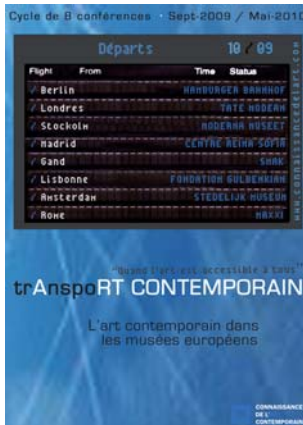 Cycle de 8 conférences • Sept-2009 / Mai-2010
Départs 10 / 09
Flight From Time Status
Berlin HAMBURGER BAHNHOF
Londres TATE MODERN
Stockolm MODERNA MUSEET
Madrid CENTRE REINA SOFIA
Gand SMAK
Lisbonne FONDATION GULBENKIAN
Amsterdam STEDELIJK MUSEUM
Rome MAXXI
"Quand l'art est accessible à tous"
trAnspoRT CONTEMPORAIN
L'art contemporain dans
les musées européens
CONNAISSANCE
DE L'
CONTEMPORAIN